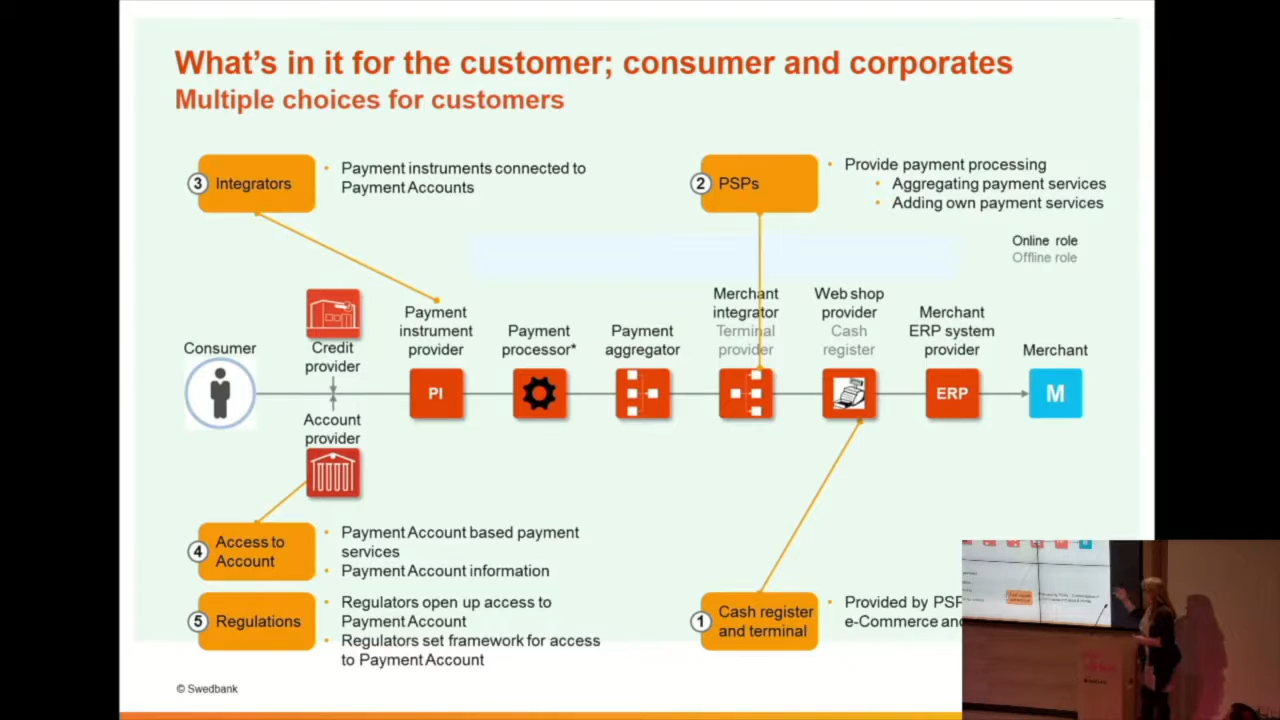 What's in it for the customer; consumer and corporates
Multiple choices for customers
3
Integrators
• Payment instruments connected to
Payment Accounts
2
PSPs
• Provide payment processing
• Aggregating payment services
• Adding own payment services
Online role
Offline role
Consumer
Credit
provider
Account
provider
Payment
instrument
provider
PI
Payment
processor*
Payment
aggregator
Merchant
integrator
Terminal
provider
Web shop
provider
Cash
register
Merchant
ERP system
provider
ERP
Merchant
M
4
Access to
Account
• Payment Account based payment
services
• Payment Account information
5
Regulations
• Regulators open up access to
Payment Account
• Regulators set framework for access
to Payment Account
1
Cash register
and terminal
• Provided by PSP
e-Commerce and
© Swedbank